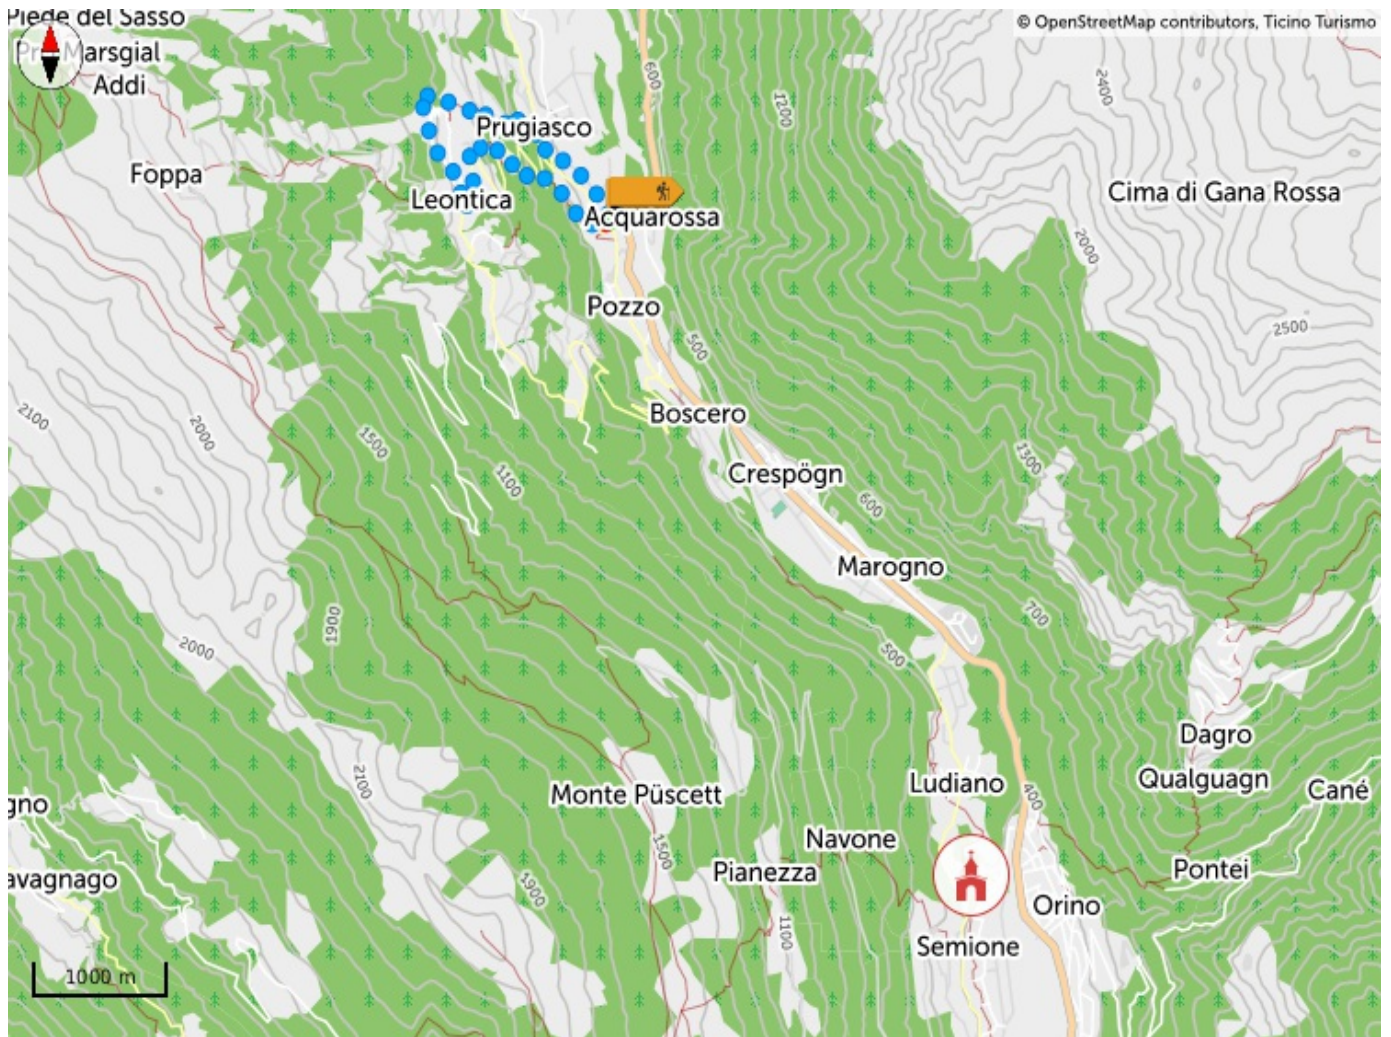 Piede del Sasso
© OpenStreetMap contributors, Ticino Turismo
Marsgial
Addi
600
2400
1200
Prugiasco
Foppa
Leontica
Cima di Gana Rossa
Acquarossa
2000
Pozzo
2500
500
2100
2000
Boscero
1500
1100
Crespögn
1300
600
Marogno
1900
700
2000
500
Dagro
2100
Monte Püscett
Ludiano
Qualguagn
Cané
400
gno
Navone
1500
Pianezza
Pontei
avagnago
1900
Orino
1100
Semione
1000 m